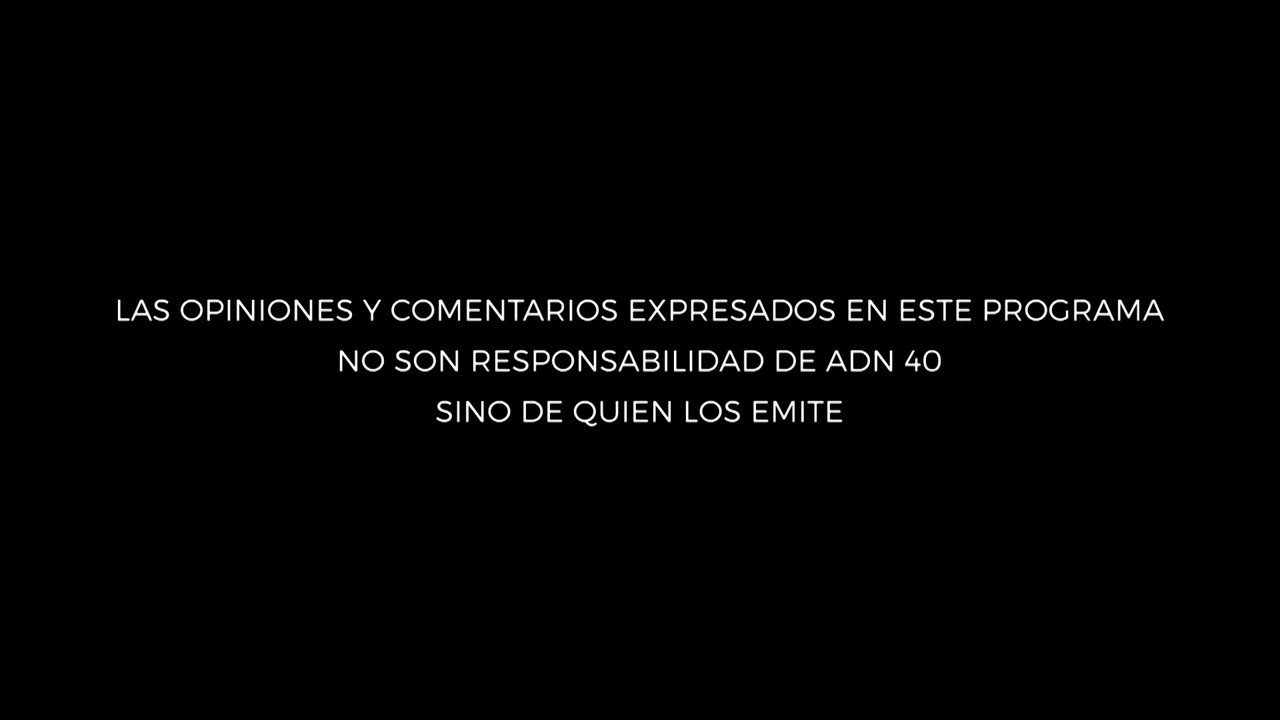 LAS OPINIONES Y COMENTARIOS EXPRESADOS EN ESTE PROGRAMA
NO SON RESPONSABILIDAD DE ADN 40
SINO DE QUIEN LOS EMITE